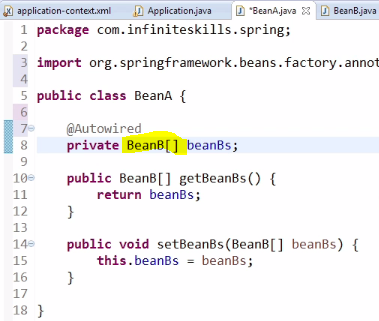 application-context.xml Application.java *BeanA.java BeanB.java
1 package com.infiniteskills.spring;
2
3 import org.springframework.beans.factory.annot
4
5 public class BeanA {
6
7 @Autowired
8 private BeanB[] beanBs;
9
10 public BeanB[] getBeanBs() {
11 return beanBs;
12 }
13
14 public void setBeanBs(BeanB[] beanBs) {
15 this.beanBs = beanBs;
16 }
17
18 }